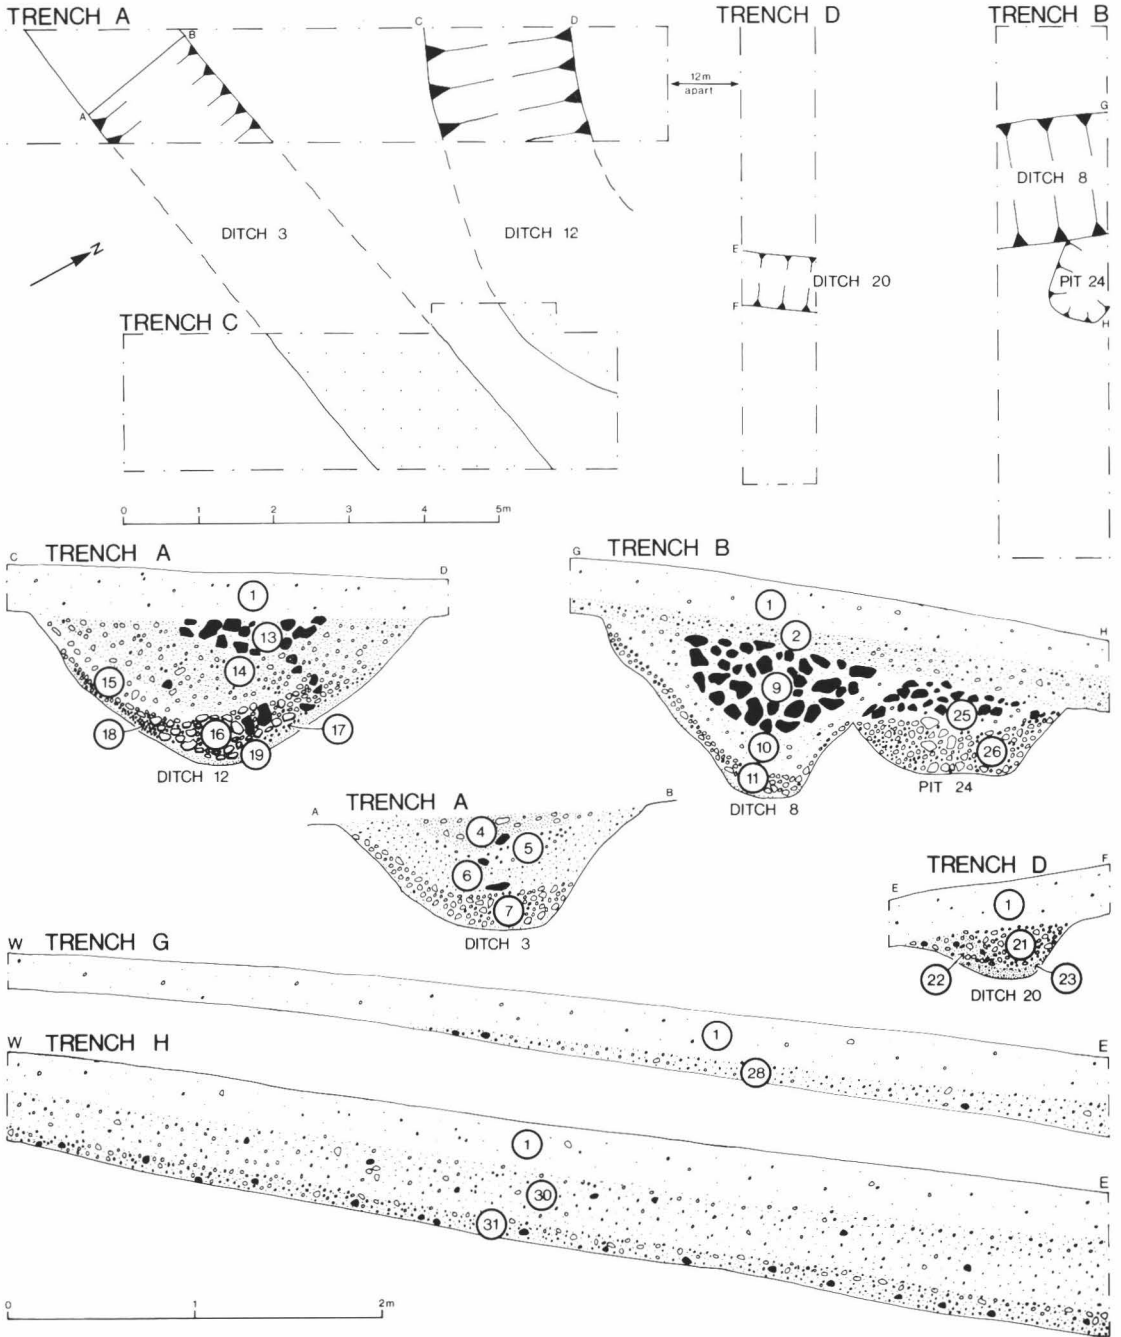 TRENCH A
C
D
TRENCH D
TRENCH B
B
A
12m
apart
G
DITCH 8
DITCH 3
DITCH 12
E
DITCH 20
F
PIT 24
H
N
TRENCH C
0 1 2 3 4 5m
C TRENCH A D
1
13
14
15
16
17
18
19
DITCH 12
G TRENCH B H
1
2
9
10
11
25
26
DITCH 8
PIT 24
A TRENCH A B
4
5
6
7
DITCH 3
TRENCH D
E F
1
21
22
23
DITCH 20
W TRENCH G E
1
28
W TRENCH H E
1
30
31
0 1 2m